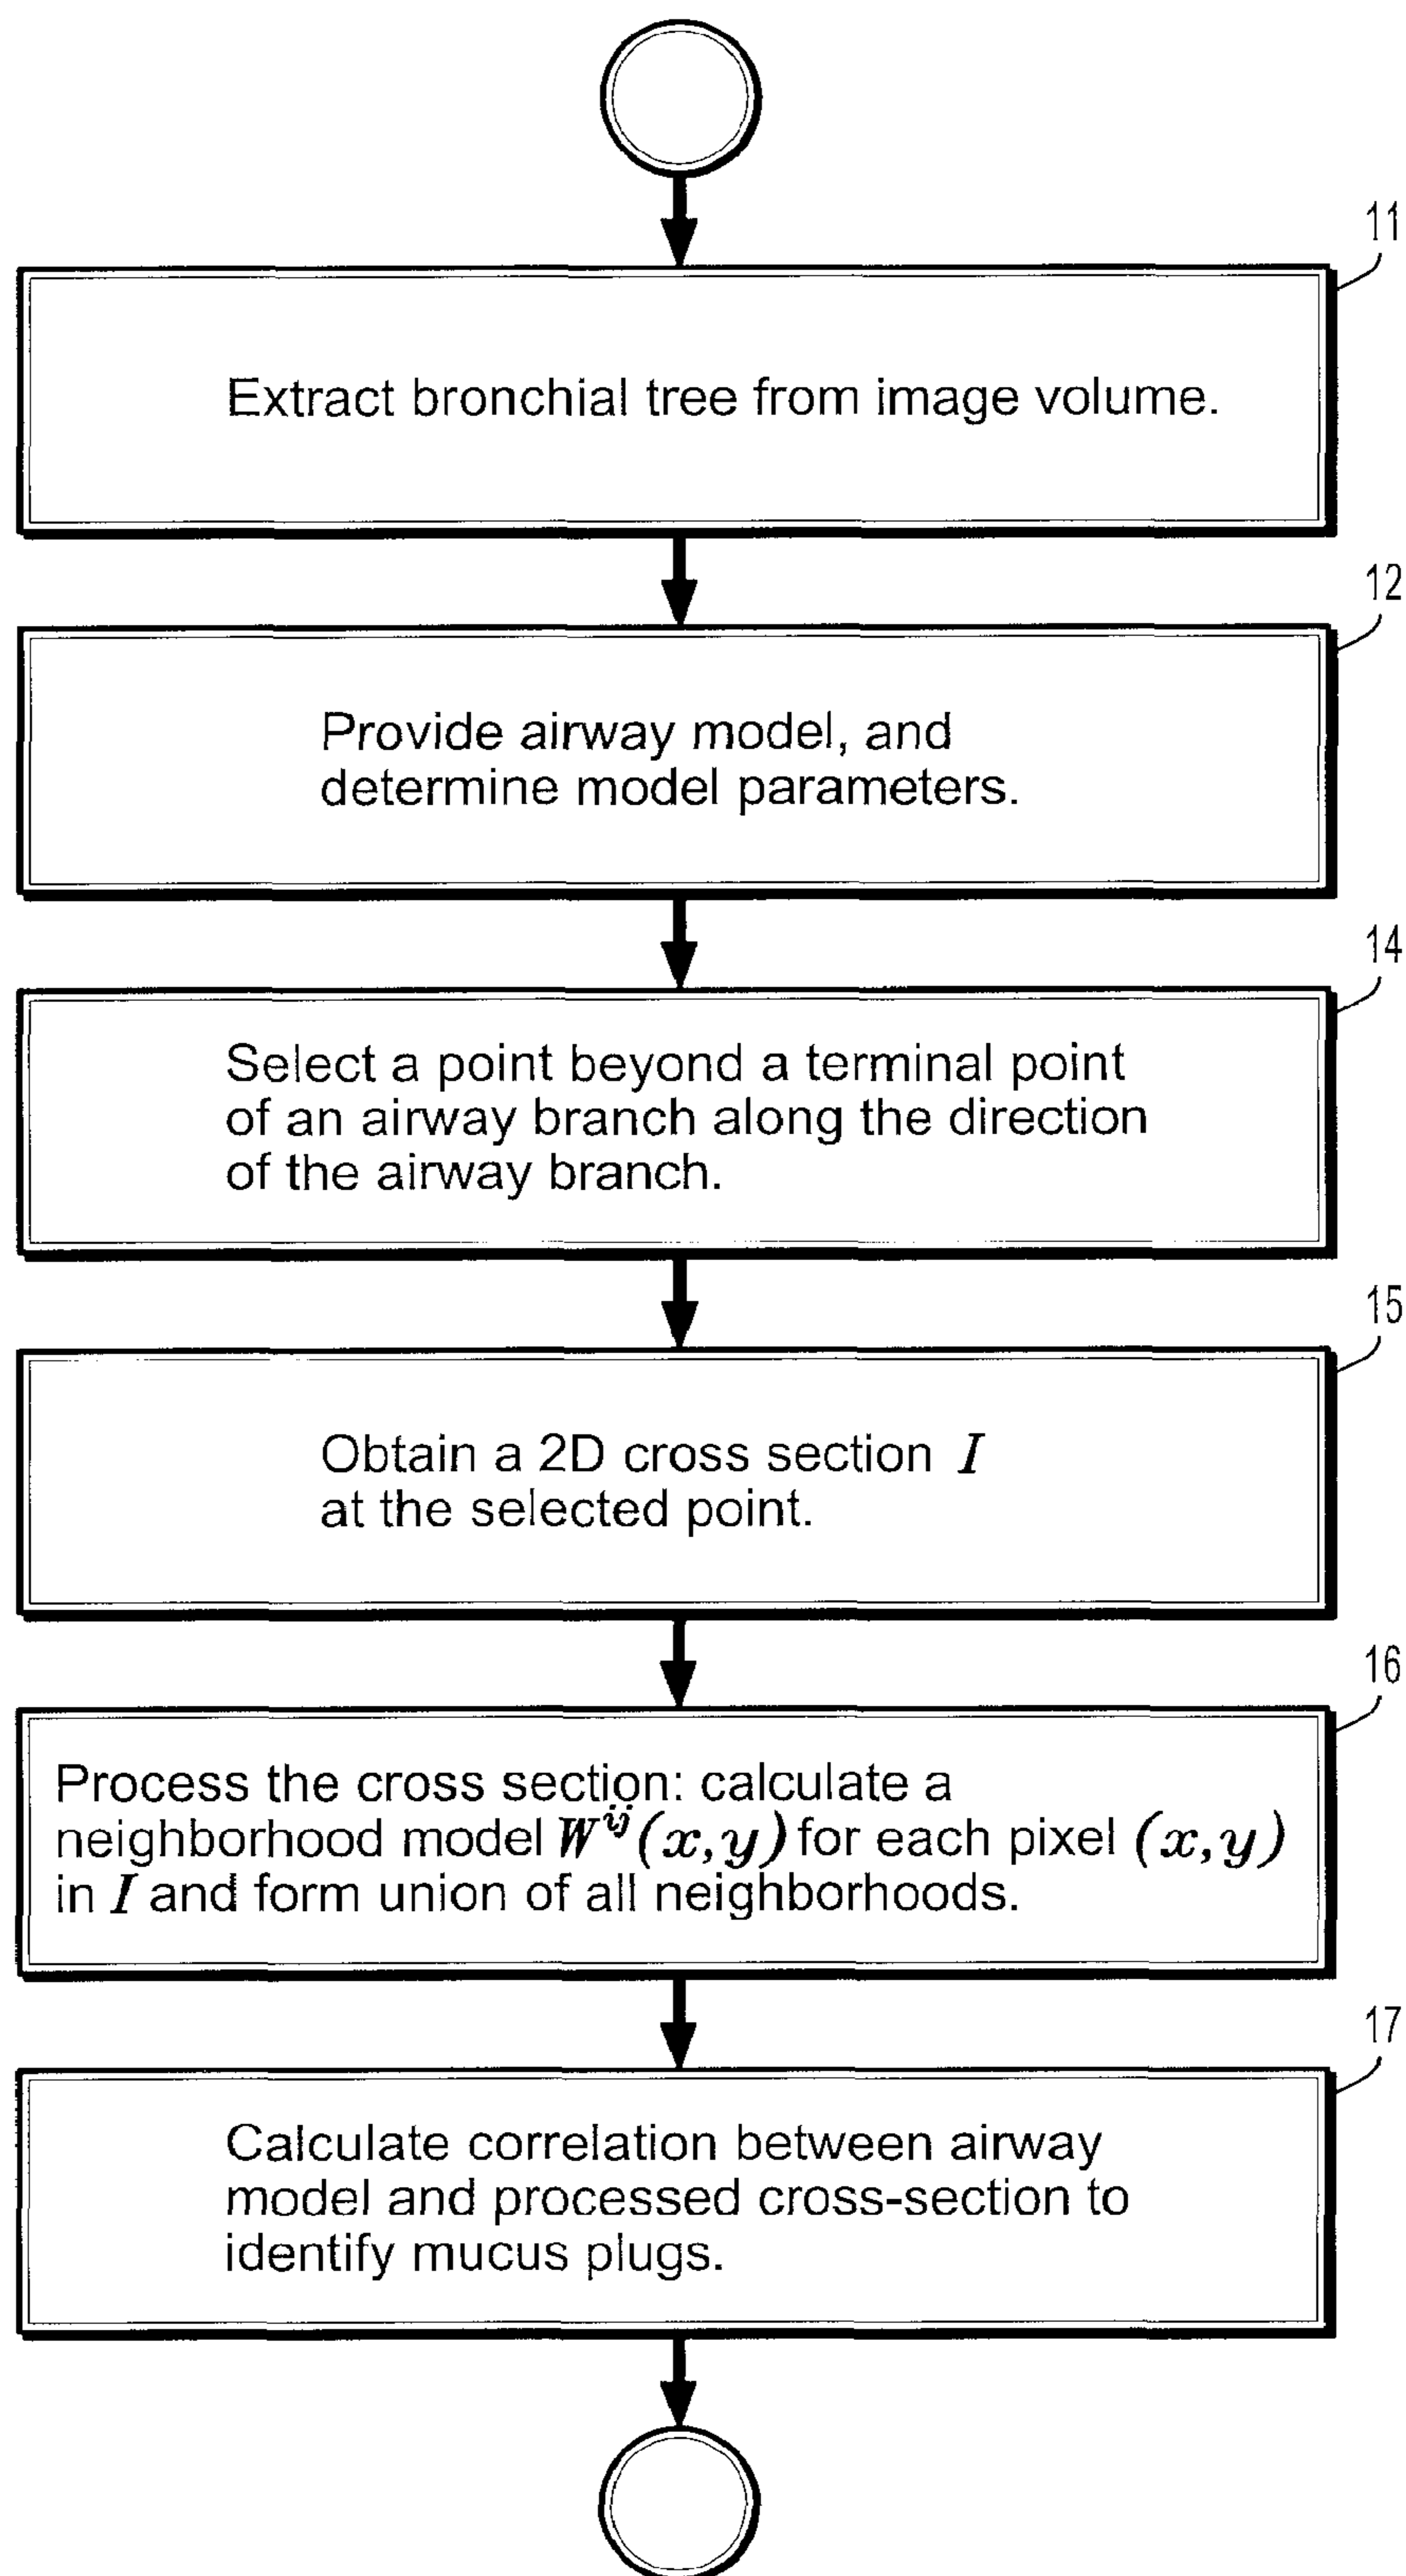 11
Extract bronchial tree from image volume.
12
Provide airway model, and
determine model parameters.
14
Select a point beyond a terminal point
of an airway branch along the direction
of the airway branch.
15
Obtain a 2D cross section I
at the selected point.
16
Process the cross section: calculate a
neighborhood model W^ij(x,y) for each pixel (x,y)
in I and form union of all neighborhoods.
17
Calculate correlation between airway
model and processed cross-section to
identify mucus plugs.